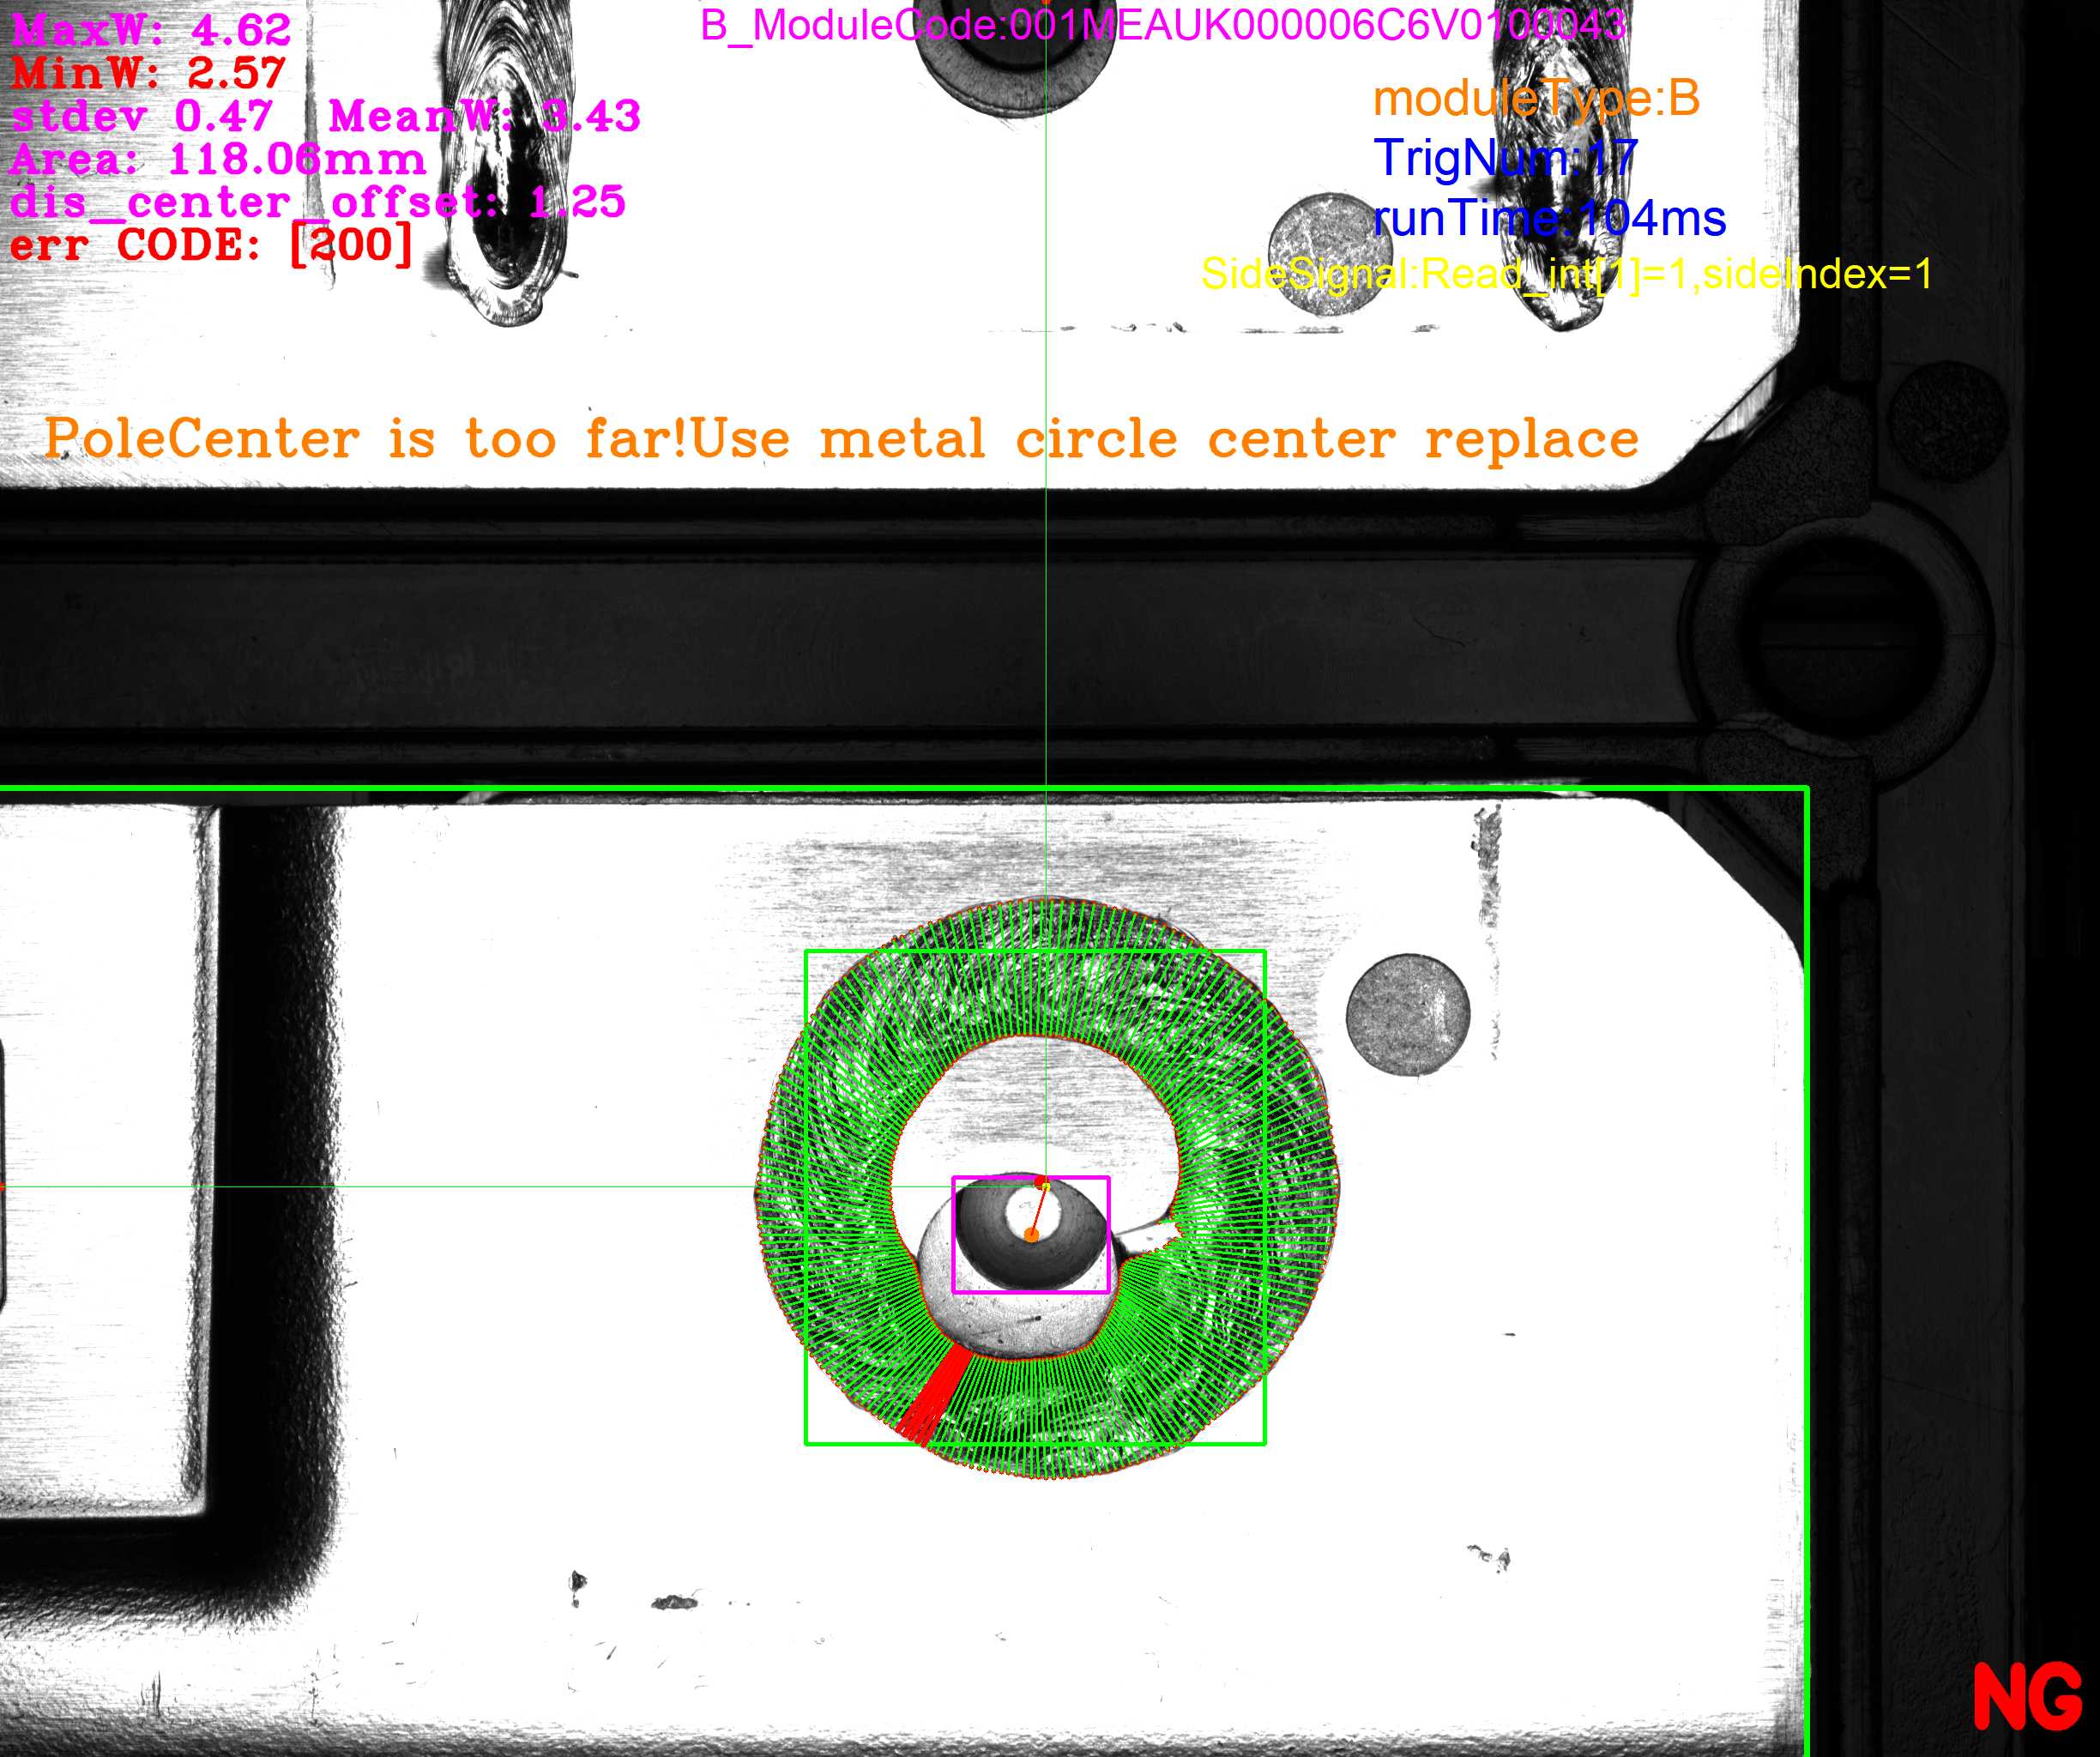 MaxW: 4.62
MinW: 2.57
stdev 0.47 MeanW: 3.43
Area: 118.06mm
dis_center_offset: 1.25
err CODE: [200]
B_ModuleCode:001MEAUK000006C6V0100043
moduleType:B
TrigNum:17
runTime:104ms
SideSignal:Read_int[1]=1,sideIndex=1
PoleCenter is too far!Use metal circle center replace
NG